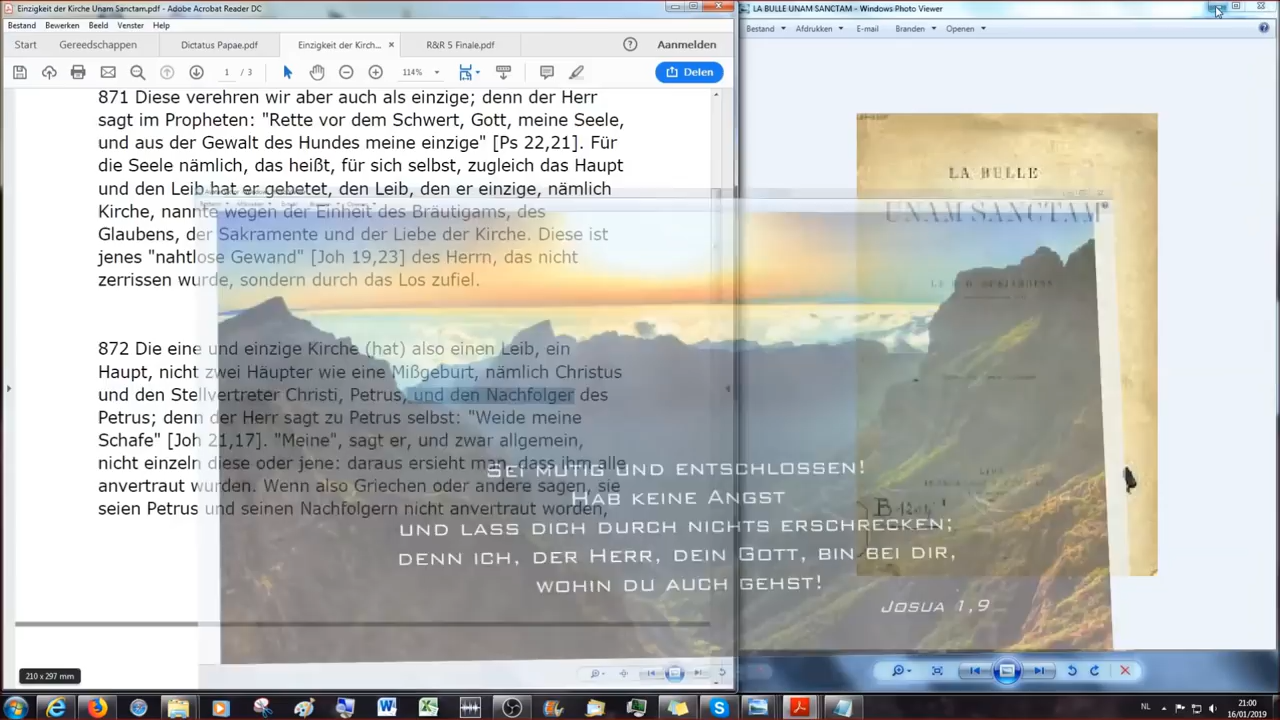 Einzigkeit der Kirche Unam Sanctam.pdf - Adobe Acrobat Reader DC
Bestand Bewerken Beeld Venster Help
Start Gereedschappen Dictatus Papae.pdf Einzigkeit der Kirch... × R&R 5 Finale.pdf Aanmelden
1 / 3 114% Delen
871 Diese verehren wir aber auch als einzige; denn der Herr
sagt im Propheten: "Rette vor dem Schwert, Gott, meine Seele,
und aus der Gewalt des Hundes meine einzige" [Ps 22,21]. Für
die Seele nämlich, das heißt, für sich selbst, zugleich das Haupt
und den Leib hat er gebetet, den Leib, den er einzige, nämlich
Kirche, nannte wegen der Einheit des Bräutigams, des
Glaubens, der Sakramente und der Liebe der Kirche. Diese ist
jenes "nahtlose Gewand" [Joh 19,23] des Herrn, das nicht
zerrissen wurde, sondern durch das Los zufiel.
872 Die eine und einzige Kirche (hat) also einen Leib, ein
Haupt, nicht zwei Häupter wie eine Mißgeburt, nämlich Christus
und den Stellvertreter Christi, Petrus, und den Nachfolger des
Petrus; denn der Herr sagt zu Petrus selbst: "Weide meine
Schafe" [Joh 21,17]. "Meine", sagt er, und zwar allgemein,
nicht einzeln diese oder jene: daraus ersieht man, dass ihm alle
anvertraut wurden. Wenn also Griechen oder andere sagen, sie
seien Petrus und seinen Nachfolgern nicht anvertraut worden,
210 x 297 mm
LA BULLE UNAM SANCTAM - Windows Photo Viewer
Bestand Afdrukken E-mail Branden Openen
LA BULLE
UNAM SANCTAM
Sei mutig und entschlossen!
Hab keine Angst
und lass dich durch nichts erschrecken;
denn ich, der Herr, dein Gott, bin bei dir,
wohin du auch gehst!
Josua 1,9
NL 21:00
16/01/2019